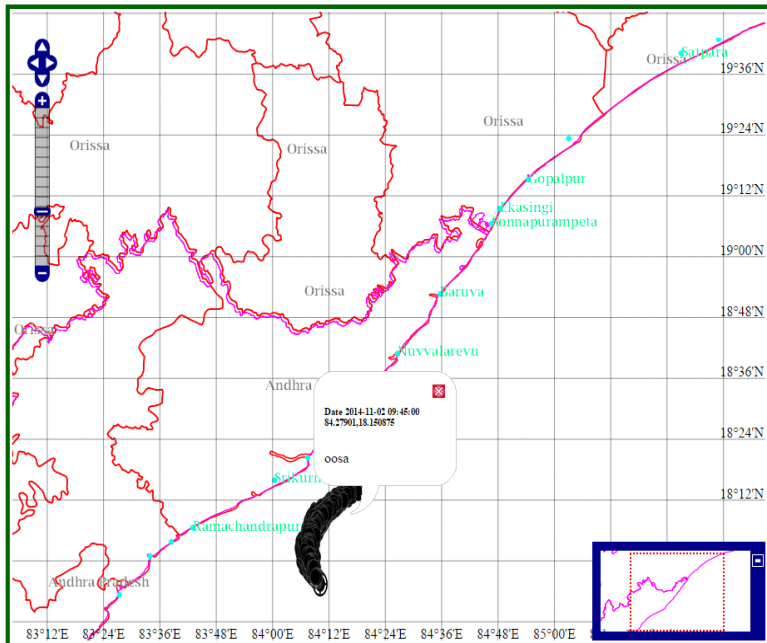 Satpara
Orissa
19°36'N
Orissa
19°24'N
Orissa
Orissa
Gopalpur
19°12'N
Ekasingi
Sonnapurampeta
19°00'N
Orissa
Baruva
18°48'N
Orissa
Nuvvalarevu
18°36'N
Andhra
Date 2014-11-02 09:45:00
84.27901,18.150875
18°24'N
oosa
Srikurm
18°12'N
Ramachandrapur
Andhra Pradesh
83°12'E 83°24'E 83°36'E 83°48'E 84°00'E 84°12'E 84°24'E 84°36'E 84°48'E 85°00'E